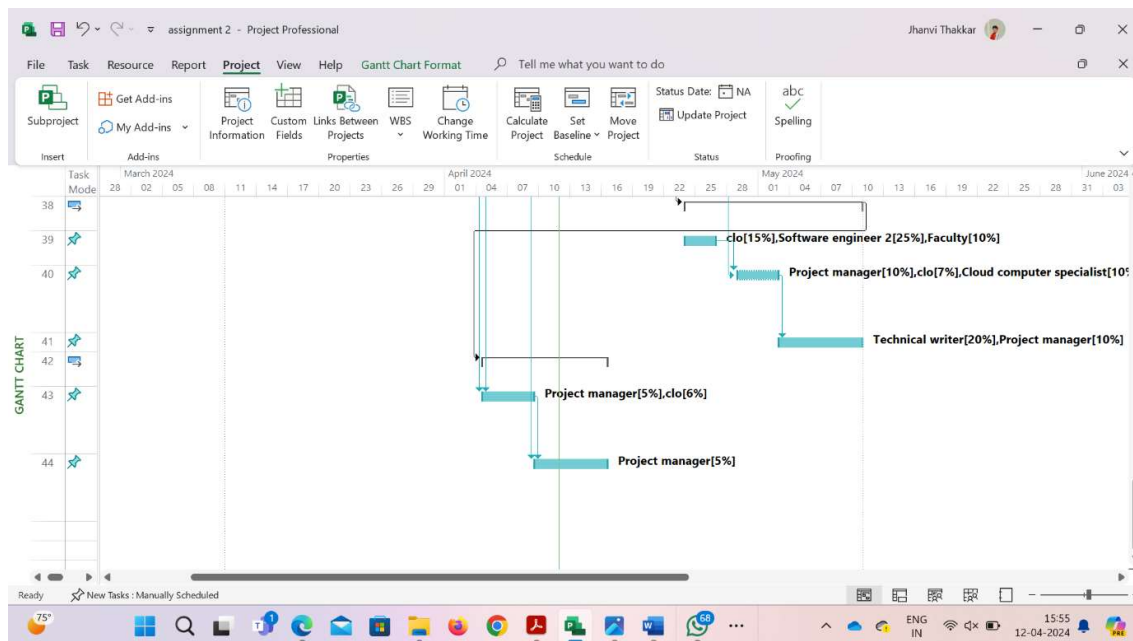 assignment 2 - Project Professional
Jhanvi Thakkar
File Task Resource Report Project View Help Gantt Chart Format Tell me what you want to do
Subproject
Get Add-ins
My Add-ins
Project Information
Custom Fields
Links Between Projects
WBS
Change Working Time
Calculate Project
Set Baseline
Move Project
Status Date: NA
Update Project
abc
Spelling
Insert Add-ins Properties Schedule Status Proofing
Task Mode
March 2024 April 2024 May 2024 June 2024
28 02 05 08 11 14 17 20 23 26 29 01 04 07 10 13 16 19 22 25 28 01 04 07 10 13 16 19 22 25 28 31 03
38
39 clo[15%],Software engineer 2[25%],Faculty[10%]
40 Project manager[10%],clo[7%],Cloud computer specialist[10%
41 Technical writer[20%],Project manager[10%]
42
43 Project manager[5%],clo[6%]
44 Project manager[5%]
GANTT CHART
Ready New Tasks : Manually Scheduled
75°
1
68
ENG
IN
15:55
12-04-2024
PRE